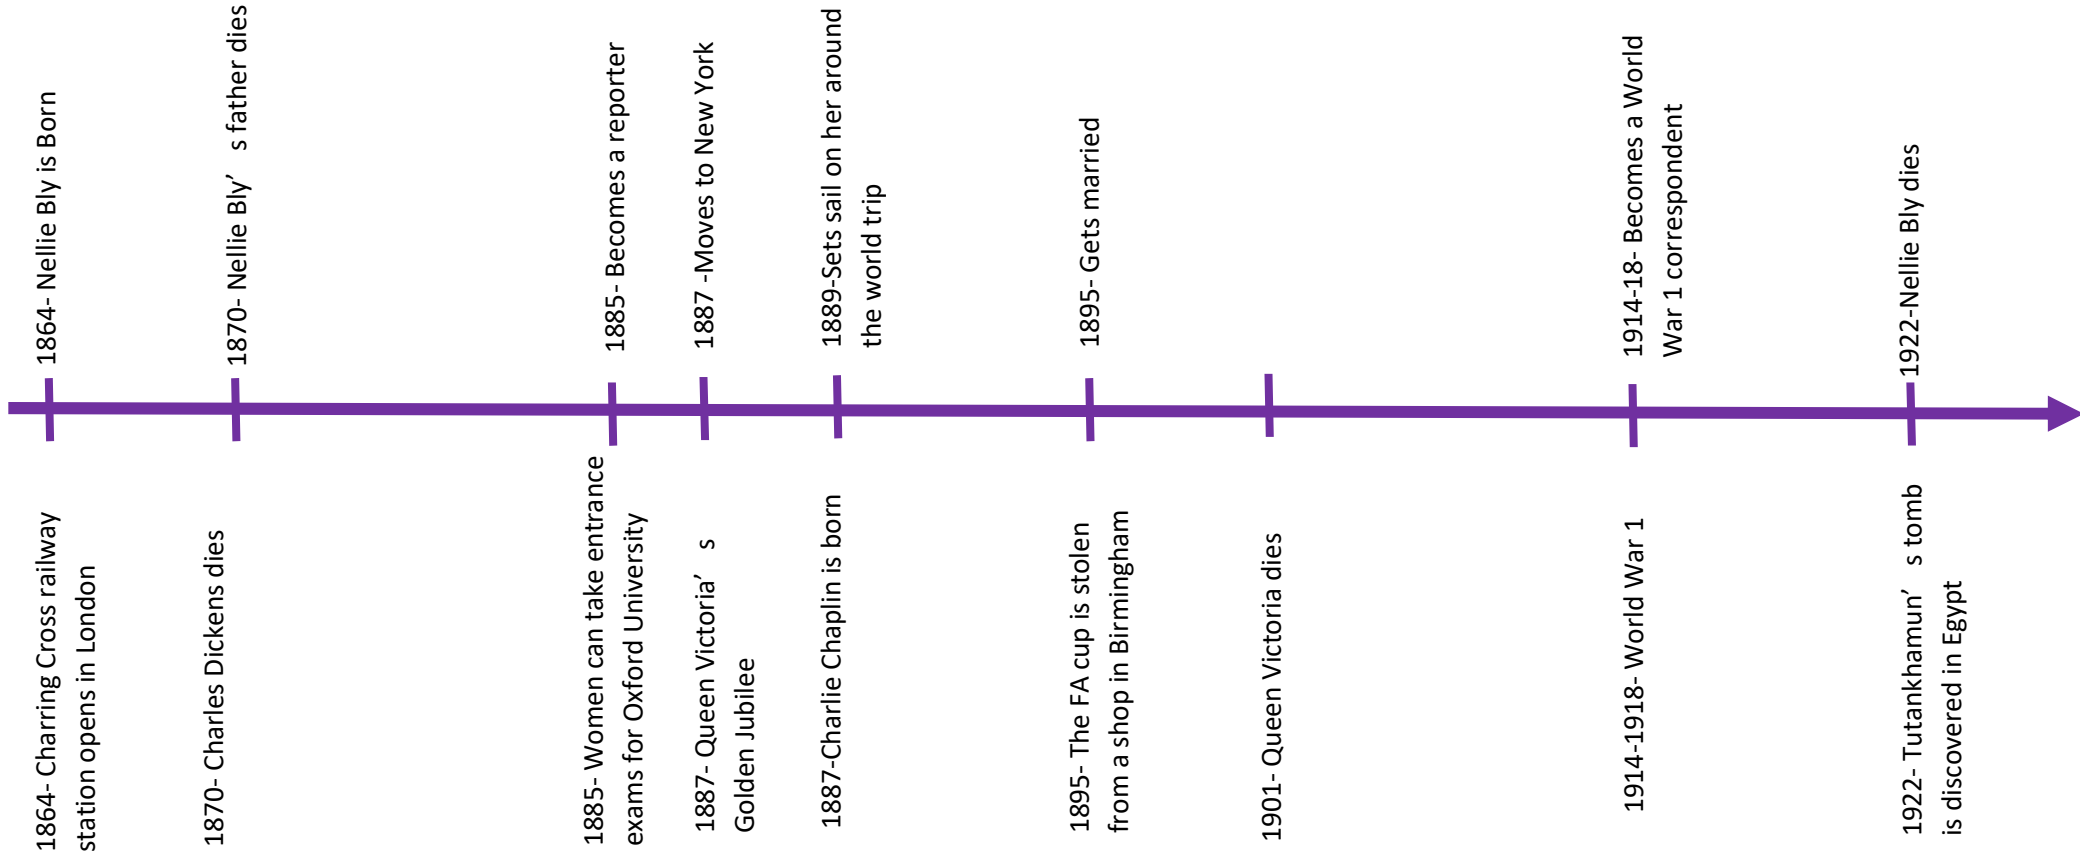 1864- Nellie Bly is Born
1870- Nellie Bly’ s father dies
1885- Becomes a reporter
1887 -Moves to New York
1889-Sets sail on her around
the world trip
1895- Gets married
1914-18- Becomes a World
War 1 correspondent
1922-Nellie Bly dies
1864- Charring Cross railway
station opens in London
1870- Charles Dickens dies
1885- Women can take entrance
exams for Oxford University
1887- Queen Victoria’ s
Golden Jubilee
1887-Charlie Chaplin is born
1895- The FA cup is stolen
from a shop in Birmingham
1901- Queen Victoria dies
1914-1918- World War 1
1922- Tutankhamun’ s tomb
is discovered in Egypt